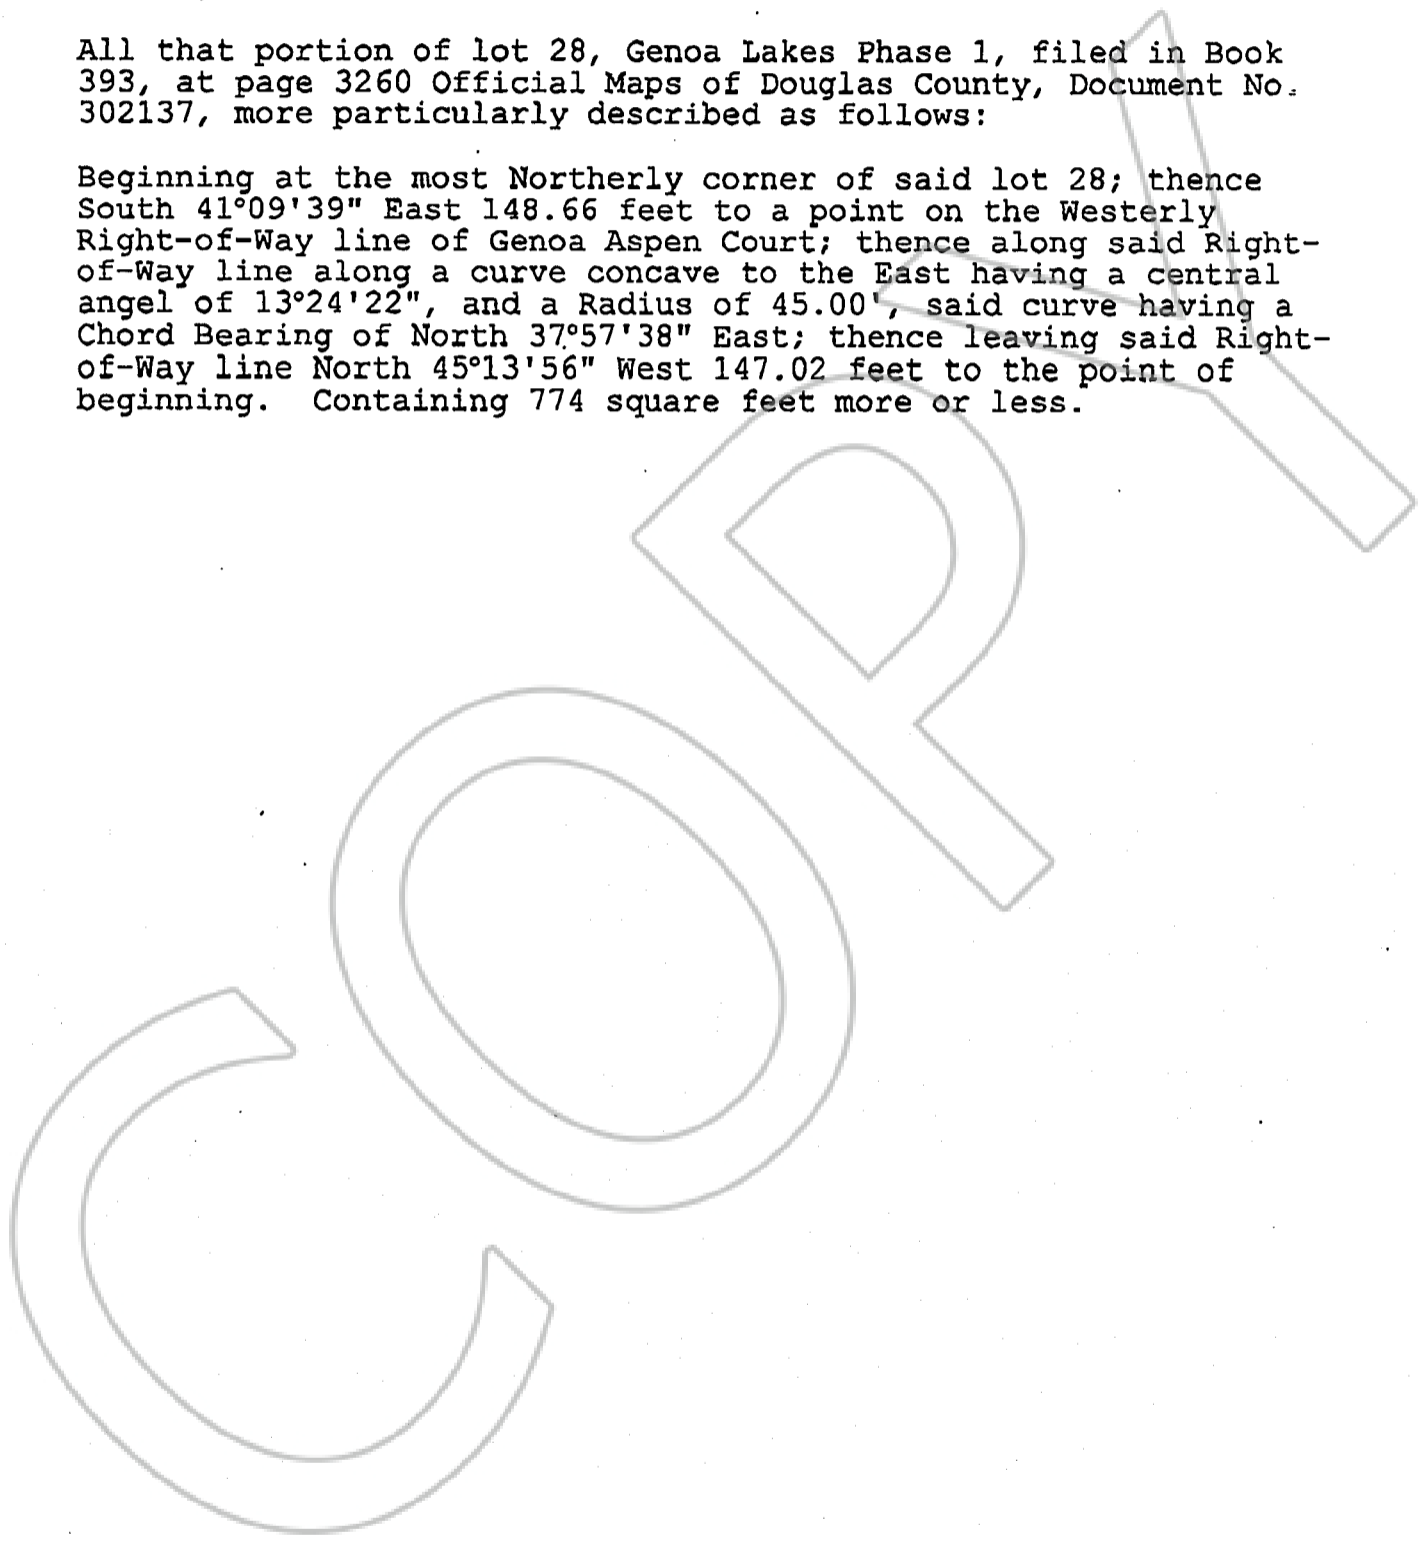 All that portion of lot 28, Genoa Lakes Phase 1, filed in Book
393, at page 3260 Official Maps of Douglas County, Document No.
302137, more particularly described as follows:
Beginning at the most Northerly corner of said lot 28; thence
South 41°09'39" East 148.66 feet to a point on the Westerly
Right-of-Way line of Genoa Aspen Court; thence along said Right-
of-Way line along a curve concave to the East having a central
angel of 13°24'22", and a Radius of 45.00', said curve having a
Chord Bearing of North 37°57'38" East; thence leaving said Right-
of-Way line North 45°13'56" West 147.02 feet to the point of
beginning. Containing 774 square feet more or less.
COPY